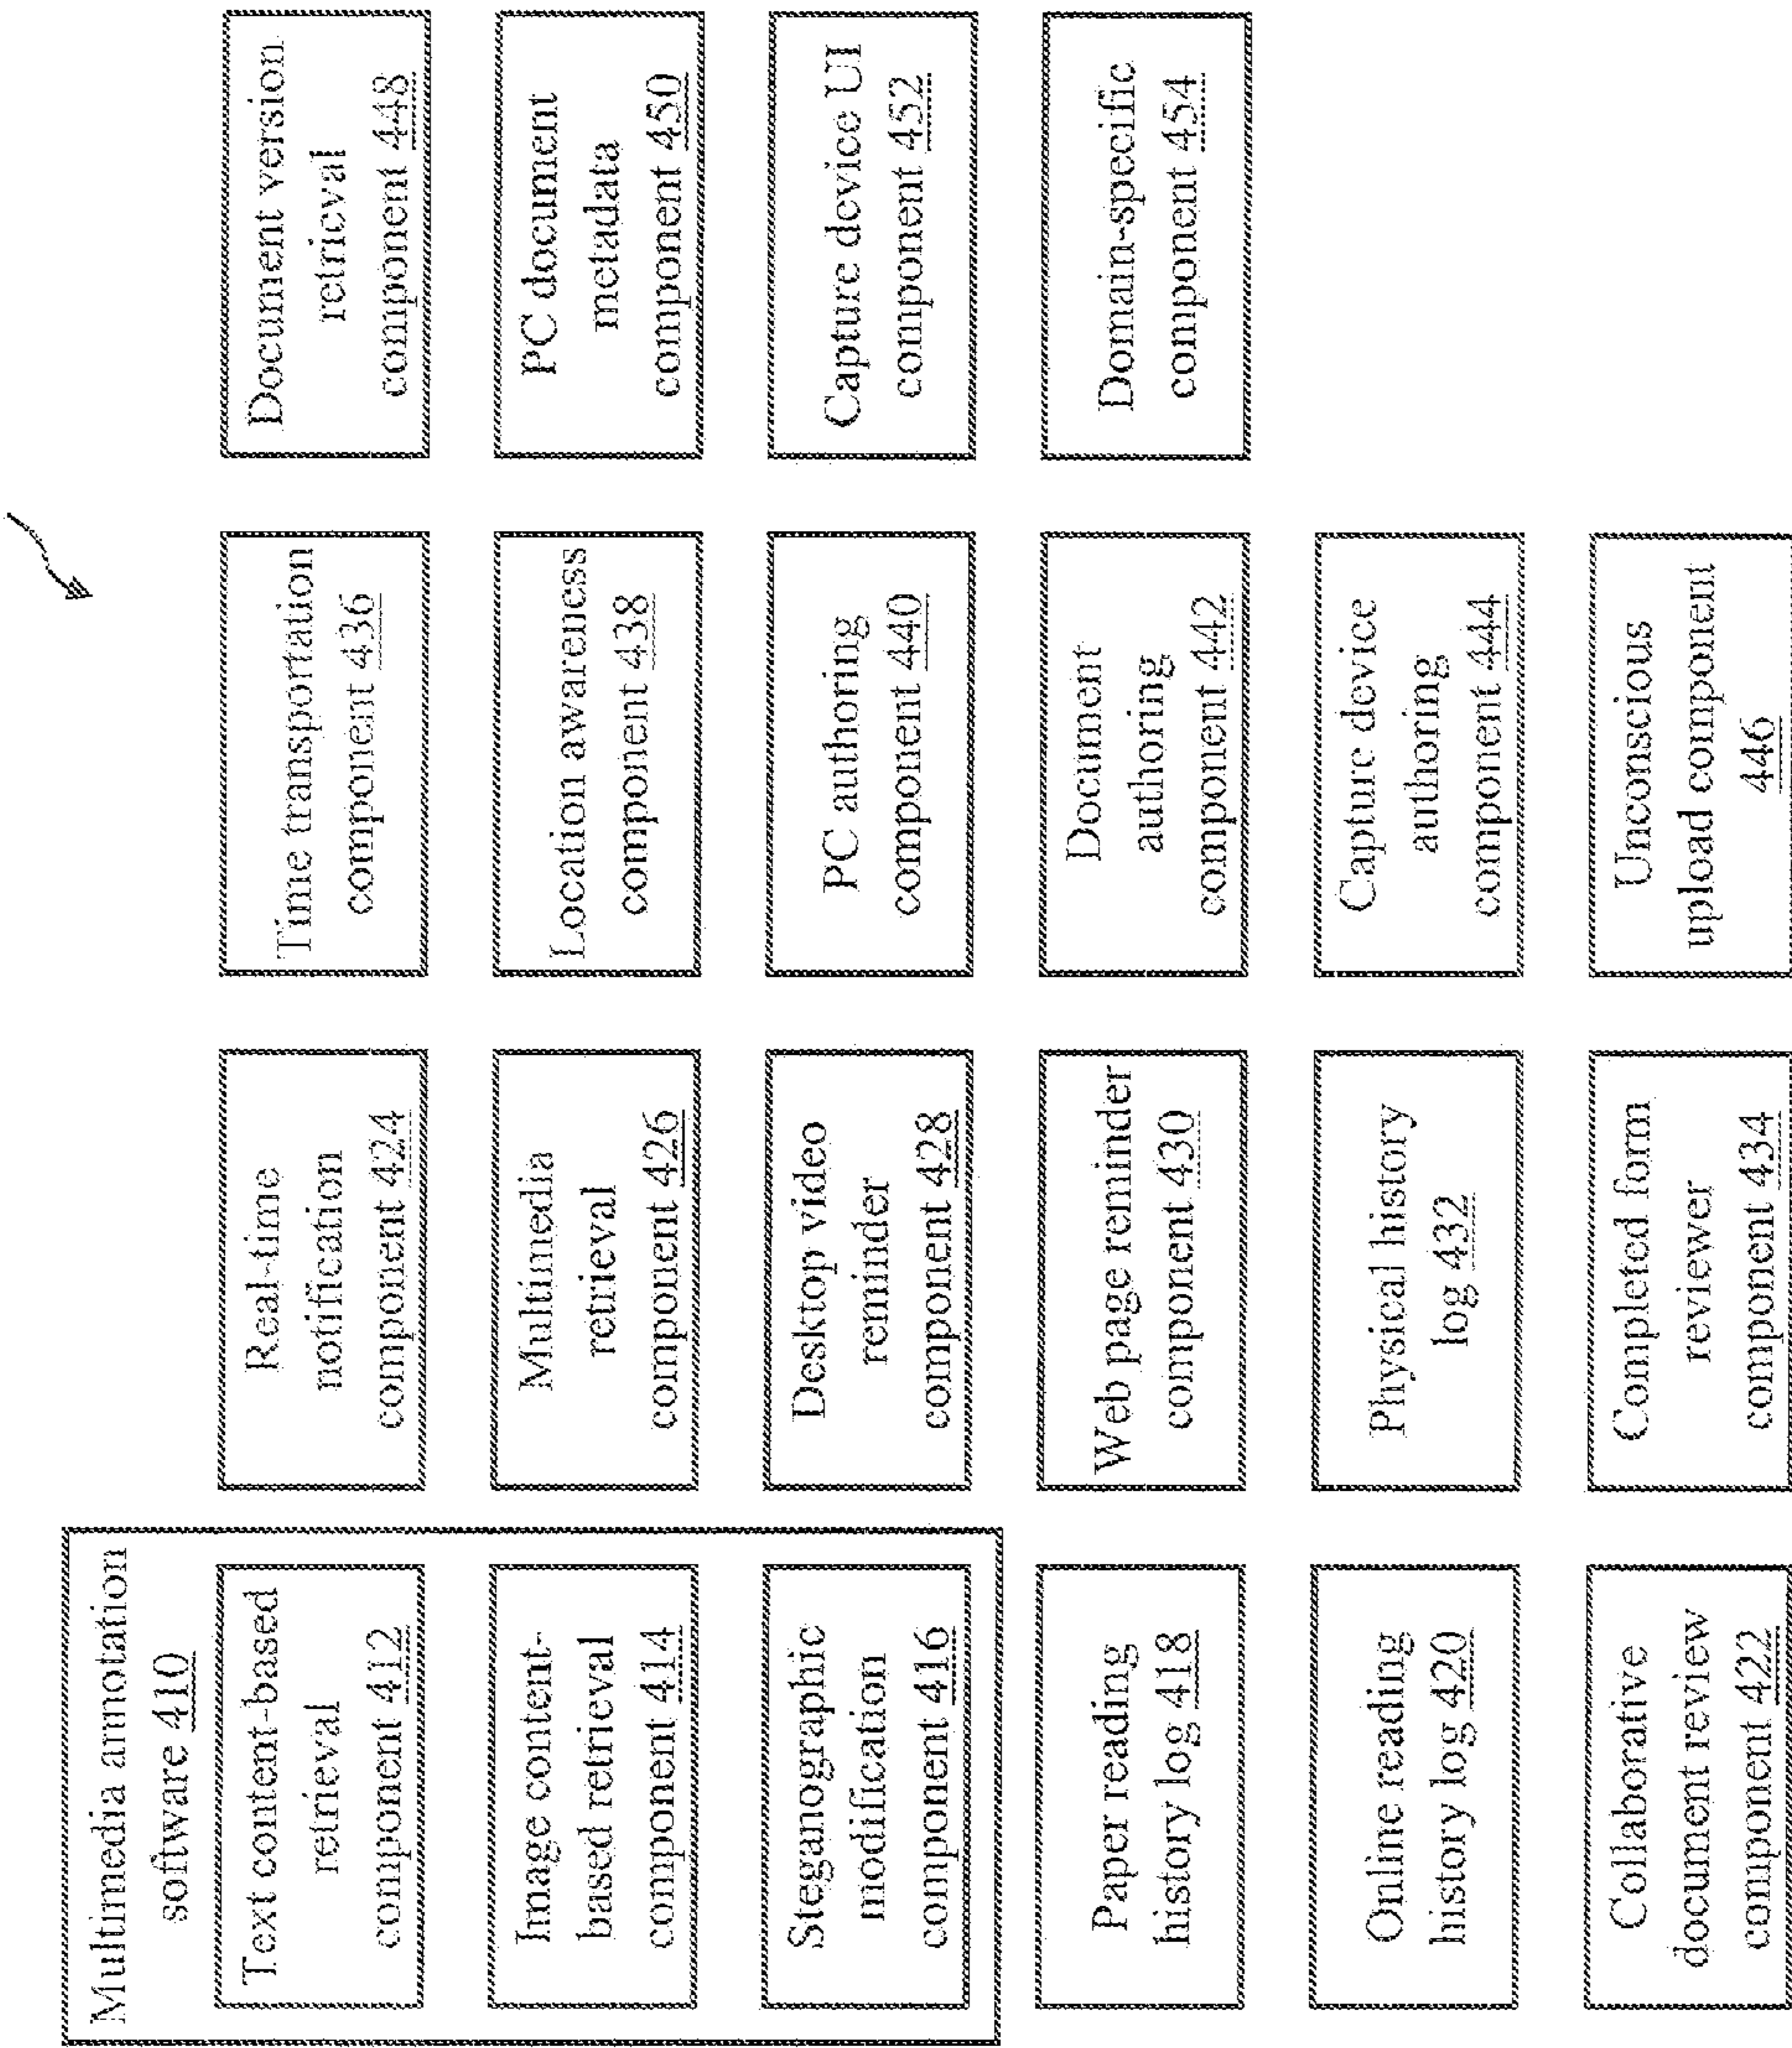 Multimedia annotation
software 410
Text content-based
retrieval
component 412
Image content-
based retrieval
component 414
Steganographic
modification
component 416
Paper reading
history log 418
Online reading
history log 420
Collaborative
document review
component 422
Real-time
notification
component 424
Multimedia
retrieval
component 426
Desktop video
reminder
component 428
Web page reminder
component 430
Physical history
log 432
Completed form
reviewer
component 434
Time transportation
component 436
Location awareness
component 438
PC authoring
component 440
Document
authoring
component 442
Capture device
authoring
component 444
Unconscious
upload component
446
Document version
retrieval
component 448
PC document
metadata
component 450
Capture device UI
component 452
Domain-specific
component 454